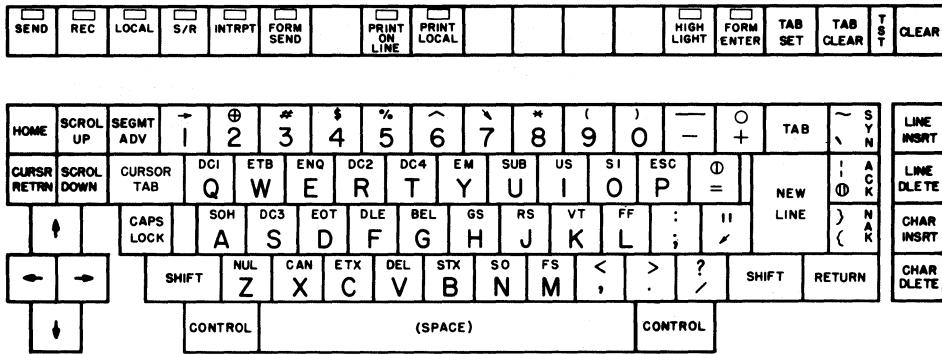 SEND REC LOCAL S/R INTRPT FORM SEND PRINT ON LINE PRINT LOCAL HIGH LIGHT FORM ENTER TAB SET TAB CLEAR TST CLEAR
→ ⊕ # $ % ^ \ * ( ) — ○ ~
HOME SCROL UP SEGMT ADV 1 2 3 4 5 6 7 8 9 0 - + TAB \ SYN LINE INSRT
DC1 ETB ENQ DC2 DC4 EM SUB US SI ESC ⦶ ¦
CURSR RETRN SCROL DOWN CURSOR TAB Q W E R T Y U I O P = NEW LINE ⦶ ACK LINE DLETE
SOH DC3 EOT DLE BEL GS RS VT FF : " }
↑ CAPS LOCK A S D F G H J K L ; ↙ { NAK CHAR INSRT
NUL CAN ETX DEL STX SO FS < > ?
← → SHIFT Z X C V B N M , . / SHIFT RETURN CHAR DLETE
↓ CONTROL (SPACE) CONTROL